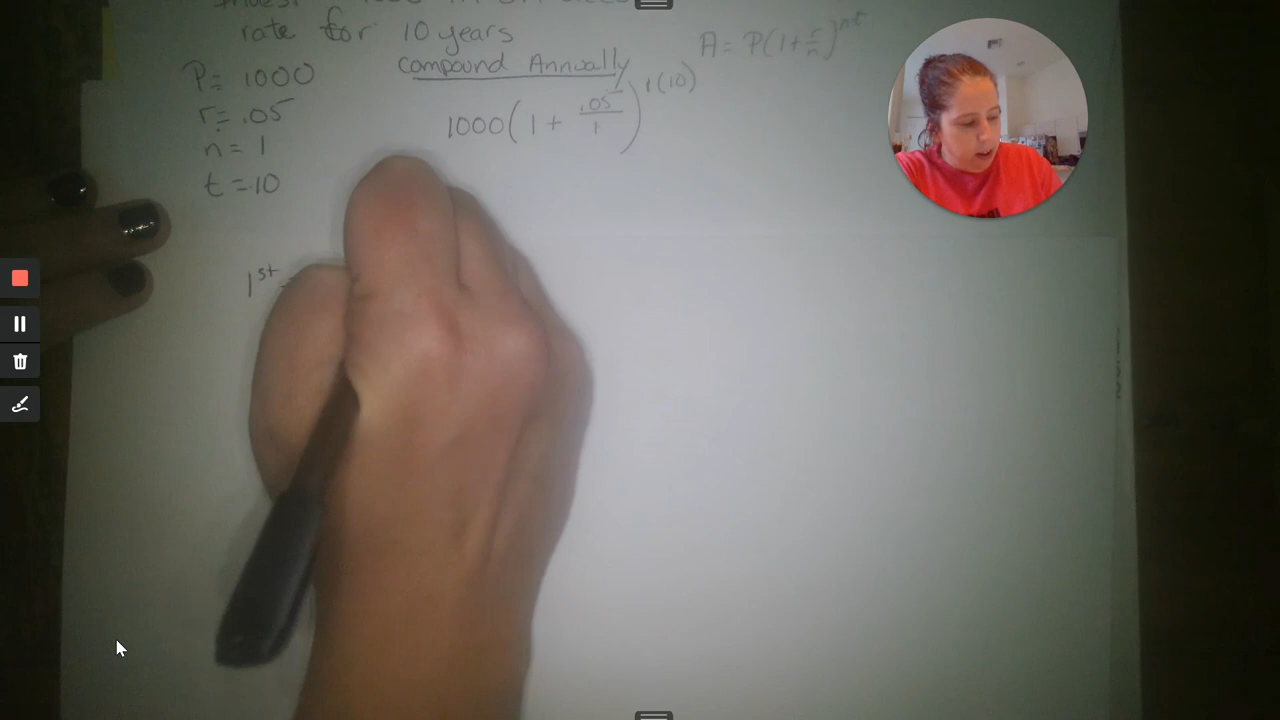 rate for 10 years
A = P(1+r/n)^nt
P = 1000
Compound Annually
r = .05
1000(1 + .05/1)^1(10)
n = 1
t = 10
1st